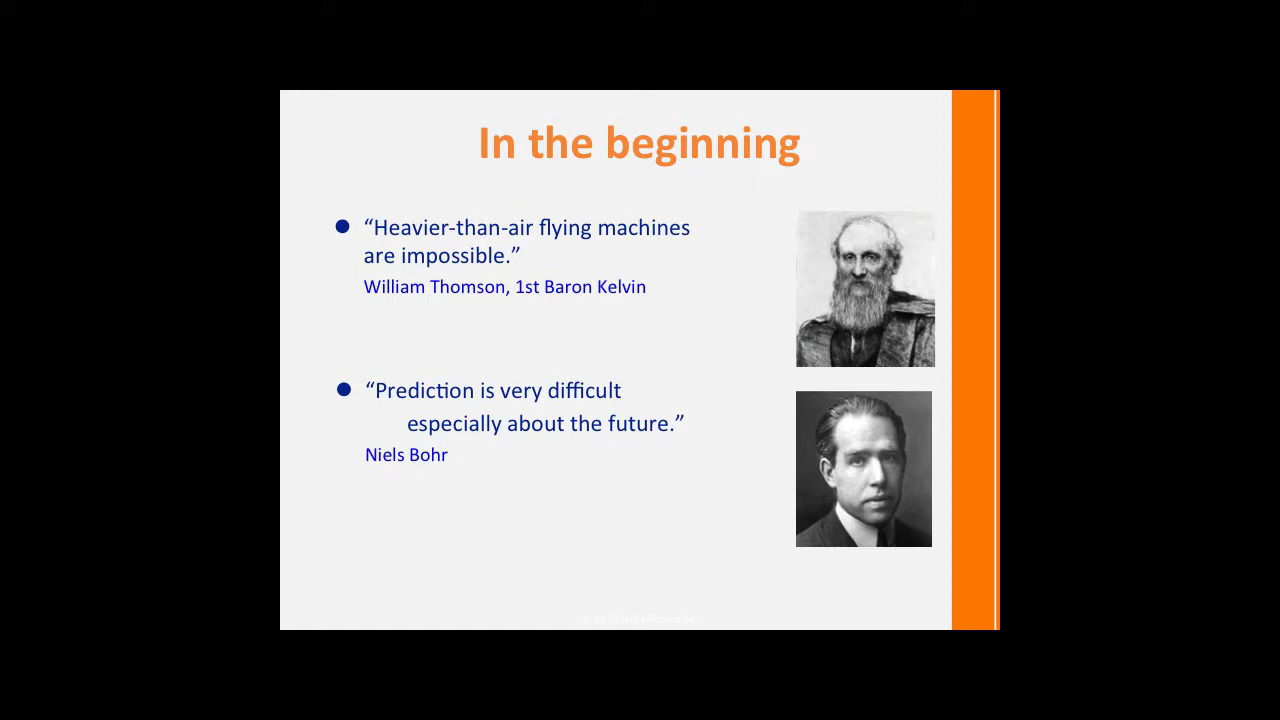 In the beginning
● “Heavier-than-air flying machines
are impossible.”
William Thomson, 1st Baron Kelvin
● “Prediction is very difficult
especially about the future.”
Niels Bohr